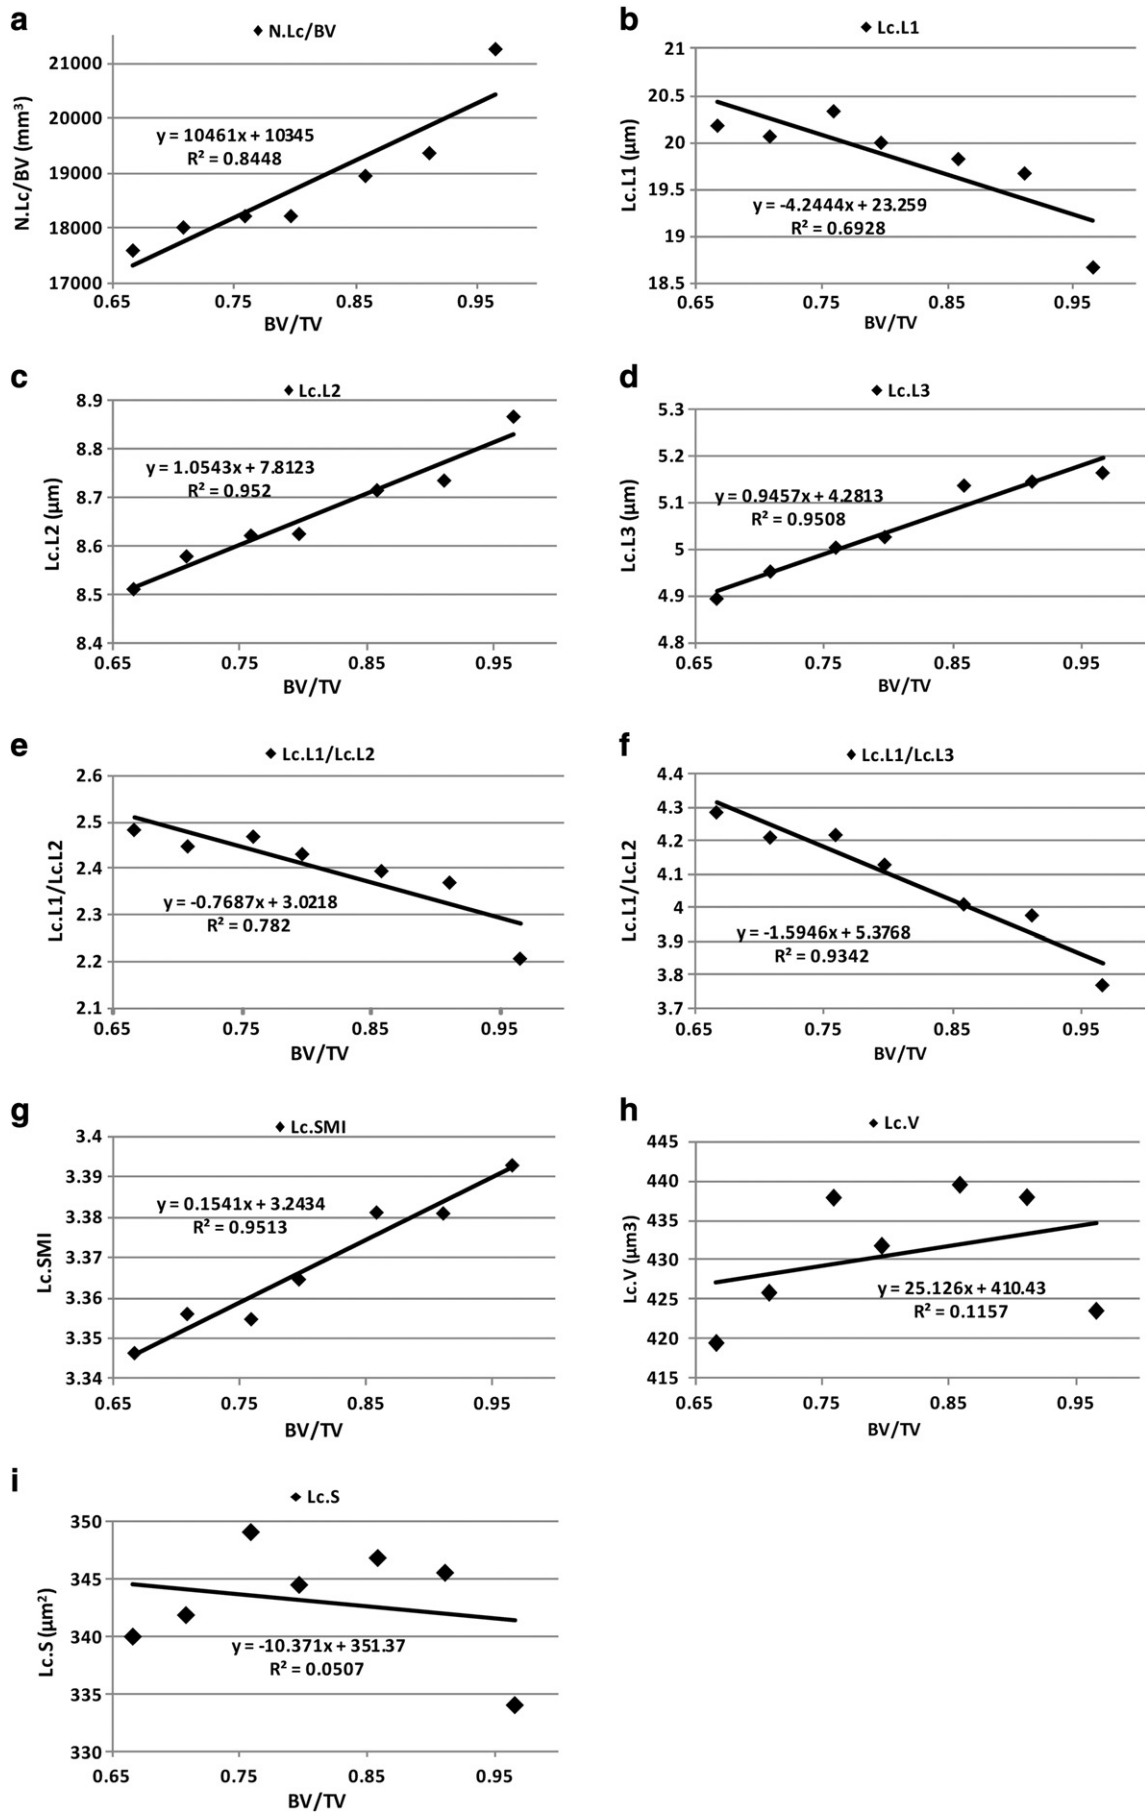 a
N.Lc/BV
N.Lc/BV (mm³)
21000
20000
19000
18000
17000
y = 10461x + 10345
R² = 0.8448
0.65 0.75 0.85 0.95
BV/TV
b
Lc.L1
Lc.L1 (µm)
21
20.5
20
19.5
19
18.5
y = -4.2444x + 23.259
R² = 0.6928
0.65 0.75 0.85 0.95
BV/TV
c
Lc.L2
Lc.L2 (µm)
8.9
8.8
8.7
8.6
8.5
8.4
y = 1.0543x + 7.8123
R² = 0.952
0.65 0.75 0.85 0.95
BV/TV
d
Lc.L3
Lc.L3 (µm)
5.3
5.2
5.1
5
4.9
4.8
y = 0.9457x + 4.2813
R² = 0.9508
0.65 0.75 0.85 0.95
BV/TV
e
Lc.L1/Lc.L2
Lc.L1/Lc.L2
2.6
2.5
2.4
2.3
2.2
2.1
y = -0.7687x + 3.0218
R² = 0.782
0.65 0.75 0.85 0.95
BV/TV
f
Lc.L1/Lc.L3
Lc.L1/Lc.L2
4.4
4.3
4.2
4.1
4
3.9
3.8
3.7
y = -1.5946x + 5.3768
R² = 0.9342
0.65 0.75 0.85 0.95
BV/TV
g
Lc.SMI
Lc.SMI
3.4
3.39
3.38
3.37
3.36
3.35
3.34
y = 0.1541x + 3.2434
R² = 0.9513
0.65 0.75 0.85 0.95
BV/TV
h
Lc.V
Lc.V (µm3)
445
440
435
430
425
420
415
y = 25.126x + 410.43
R² = 0.1157
0.65 0.75 0.85 0.95
BV/TV
i
Lc.S
Lc.S (µm²)
350
345
340
335
330
y = -10.371x + 351.37
R² = 0.0507
0.65 0.75 0.85 0.95
BV/TV